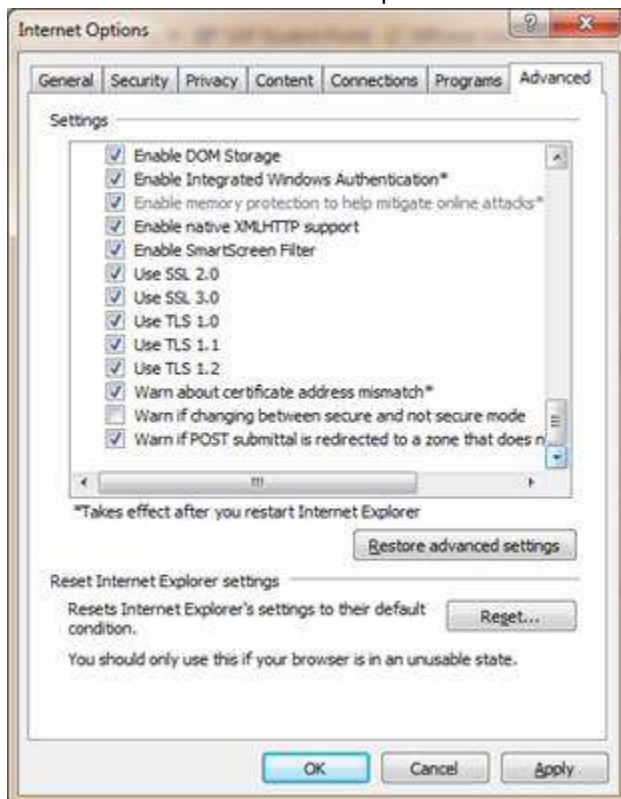 Internet Options
General Security Privacy Content Connections Programs Advanced
Settings
Enable DOM Storage
Enable Integrated Windows Authentication*
Enable memory protection to help mitigate online attacks*
Enable native XMLHTTP support
Enable SmartScreen Filter
Use SSL 2.0
Use SSL 3.0
Use TLS 1.0
Use TLS 1.1
Use TLS 1.2
Warn about certificate address mismatch*
Warn if changing between secure and not secure mode
Warn if POST submittal is redirected to a zone that does n
*Takes effect after you restart Internet Explorer
Restore advanced settings
Reset Internet Explorer settings
Resets Internet Explorer's settings to their default
condition.
Reset...
You should only use this if your browser is in an unusable state.
OK Cancel Apply